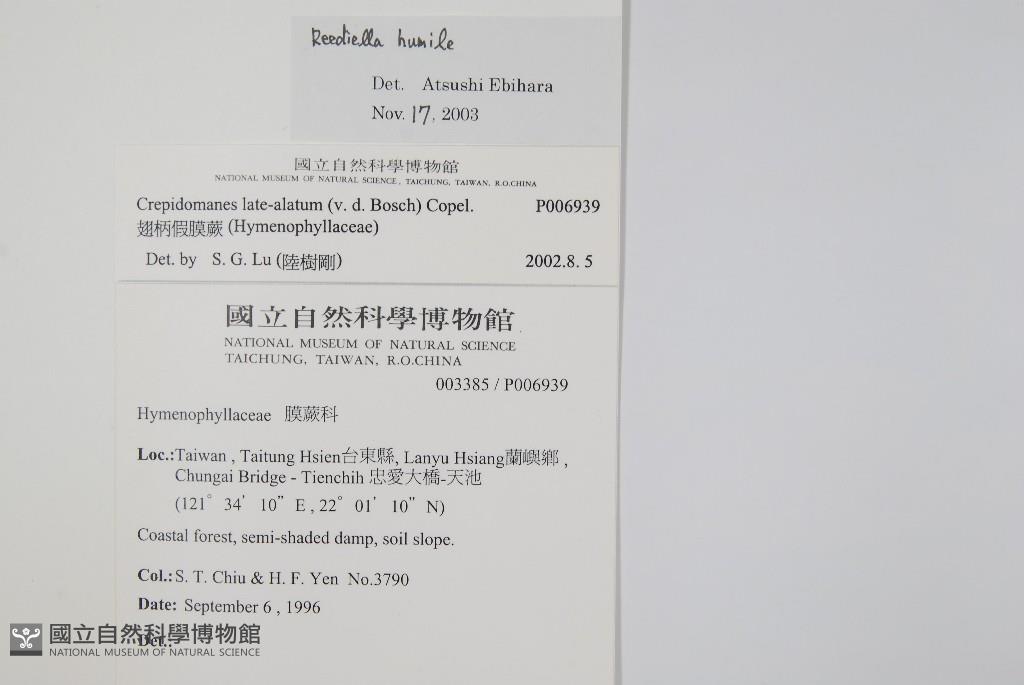 Reediella humile
Det. Atsushi Ebihara
Nov. 17, 2003
國立自然科學博物館
NATIONAL MUSEUM OF NATURAL SCIENCE, TAICHUNG, TAIWAN, R.O.CHINA
Crepidomanes late-alatum (v. d. Bosch) Copel. P006939
翅柄假膜蕨 (Hymenophyllaceae)
Det. by S. G. Lu (陸樹剛) 2002.8. 5
國立自然科學博物館
NATIONAL MUSEUM OF NATURAL SCIENCE
TAICHUNG, TAIWAN, R.O.CHINA
003385 / P006939
Hymenophyllaceae 膜蕨科
Loc.:Taiwan , Taitung Hsien台東縣, Lanyu Hsiang蘭嶼鄉 ,
Chungai Bridge - Tienchih 忠愛大橋-天池
(121° 34' 10" E , 22° 01' 10" N)
Coastal forest, semi-shaded damp, soil slope.
Col.:S. T. Chiu & H. F. Yen No.3790
Date: September 6 , 1996
Det.:
國立自然科學博物館
NATIONAL MUSEUM OF NATURAL SCIENCE